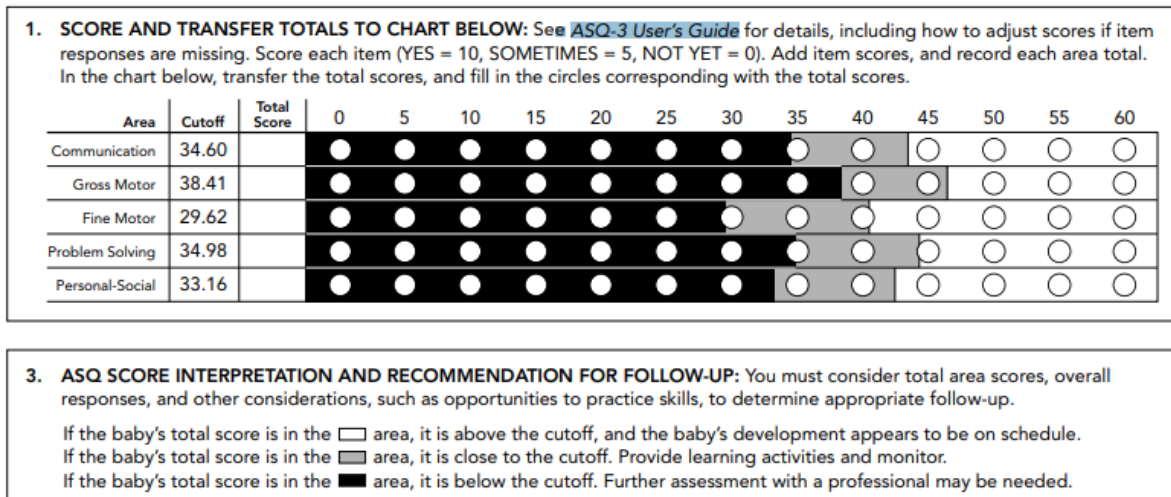 1. SCORE AND TRANSFER TOTALS TO CHART BELOW: See ASQ-3 User's Guide for details, including how to adjust scores if item
responses are missing. Score each item (YES = 10, SOMETIMES = 5, NOT YET = 0). Add item scores, and record each area total.
In the chart below, transfer the total scores, and fill in the circles corresponding with the total scores.
Area Cutoff Total Score 0 5 10 15 20 25 30 35 40 45 50 55 60
Communication 34.60
Gross Motor 38.41
Fine Motor 29.62
Problem Solving 34.98
Personal-Social 33.16
3. ASQ SCORE INTERPRETATION AND RECOMMENDATION FOR FOLLOW-UP: You must consider total area scores, overall
responses, and other considerations, such as opportunities to practice skills, to determine appropriate follow-up.
If the baby's total score is in the area, it is above the cutoff, and the baby's development appears to be on schedule.
If the baby's total score is in the area, it is close to the cutoff. Provide learning activities and monitor.
If the baby's total score is in the area, it is below the cutoff. Further assessment with a professional may be needed.